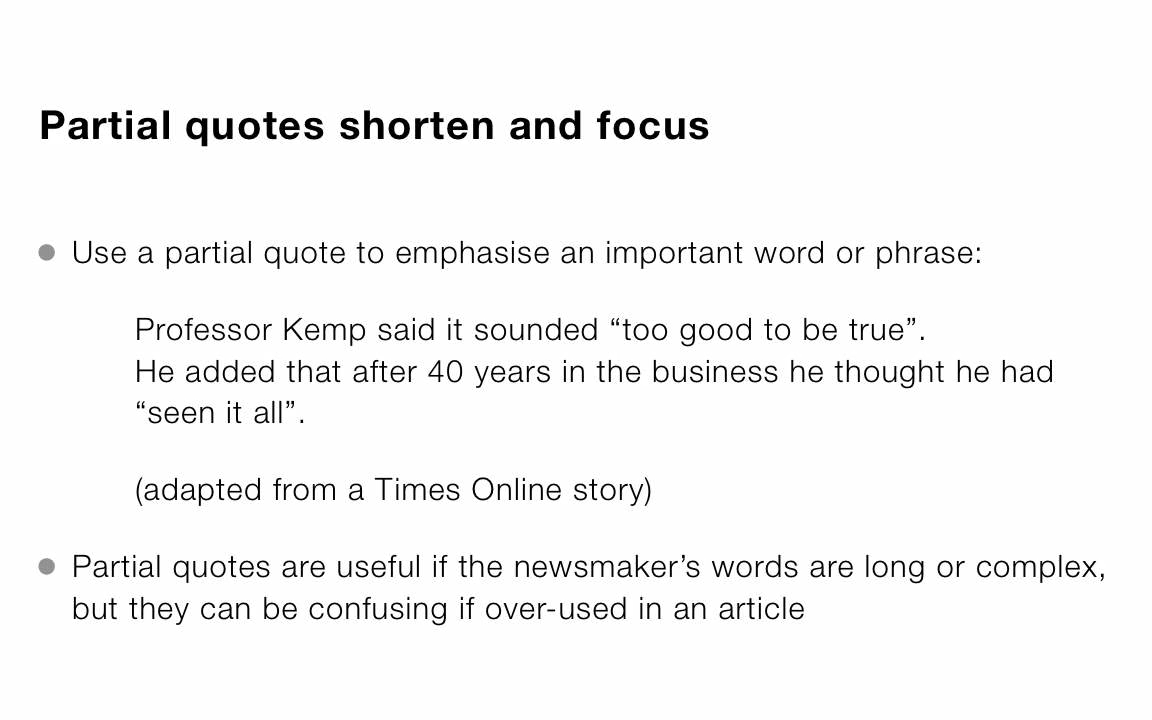 Partial quotes shorten and focus
Use a partial quote to emphasise an important word or phrase:
Professor Kemp said it sounded “too good to be true”.
He added that after 40 years in the business he thought he had
“seen it all”.
(adapted from a Times Online story)
Partial quotes are useful if the newsmaker’s words are long or complex,
but they can be confusing if over-used in an article